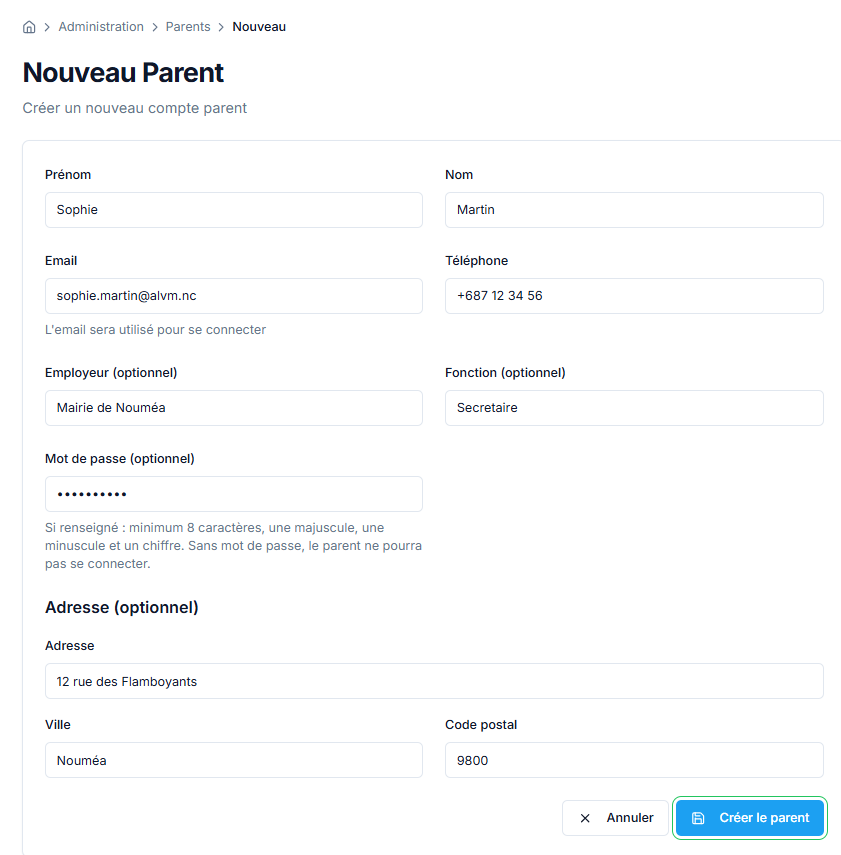 Administration > Parents > Nouveau
Nouveau Parent
Créer un nouveau compte parent
Prénom
Nom
Sophie
Martin
Email
Téléphone
sophie.martin@alvm.nc
+687 12 34 56
L'email sera utilisé pour se connecter
Employeur (optionnel)
Fonction (optionnel)
Mairie de Nouméa
Secretaire
Mot de passe (optionnel)
••••••••••
Si renseigné : minimum 8 caractères, une majuscule, une
minuscule et un chiffre. Sans mot de passe, le parent ne pourra
pas se connecter.
Adresse (optionnel)
Adresse
12 rue des Flamboyants
Ville
Code postal
Nouméa
9800
Annuler
Créer le parent